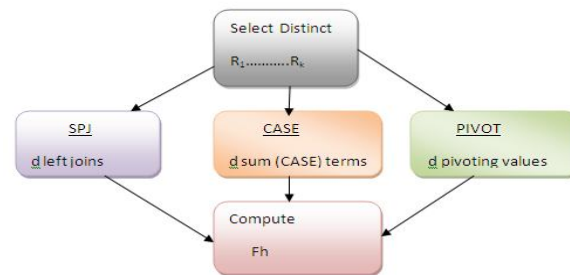 Select Distinct
R1...........Rk
SPJ
d left joins
CASE
d sum (CASE) terms
PIVOT
d pivoting values
Compute
Fh